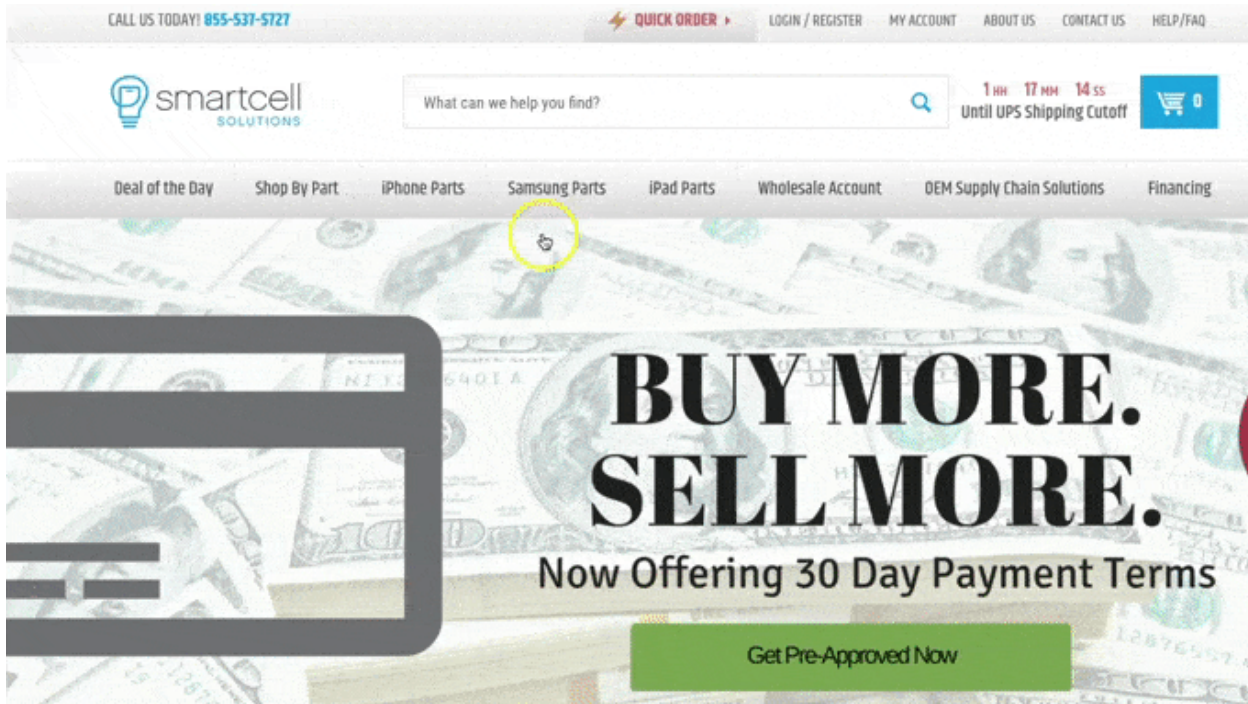 CALL US TODAY! 855-537-5727
QUICK ORDER
LOGIN / REGISTER
MY ACCOUNT
ABOUT US
CONTACT US
HELP/FAQ
smartcell
SOLUTIONS
What can we help you find?
1 HH 17 MM 14 SS
Until UPS Shipping Cutoff
0
Deal of the Day
Shop By Part
iPhone Parts
Samsung Parts
iPad Parts
Wholesale Account
OEM Supply Chain Solutions
Financing
BUY MORE.
SELL MORE.
Now Offering 30 Day Payment Terms
Get Pre-Approved Now